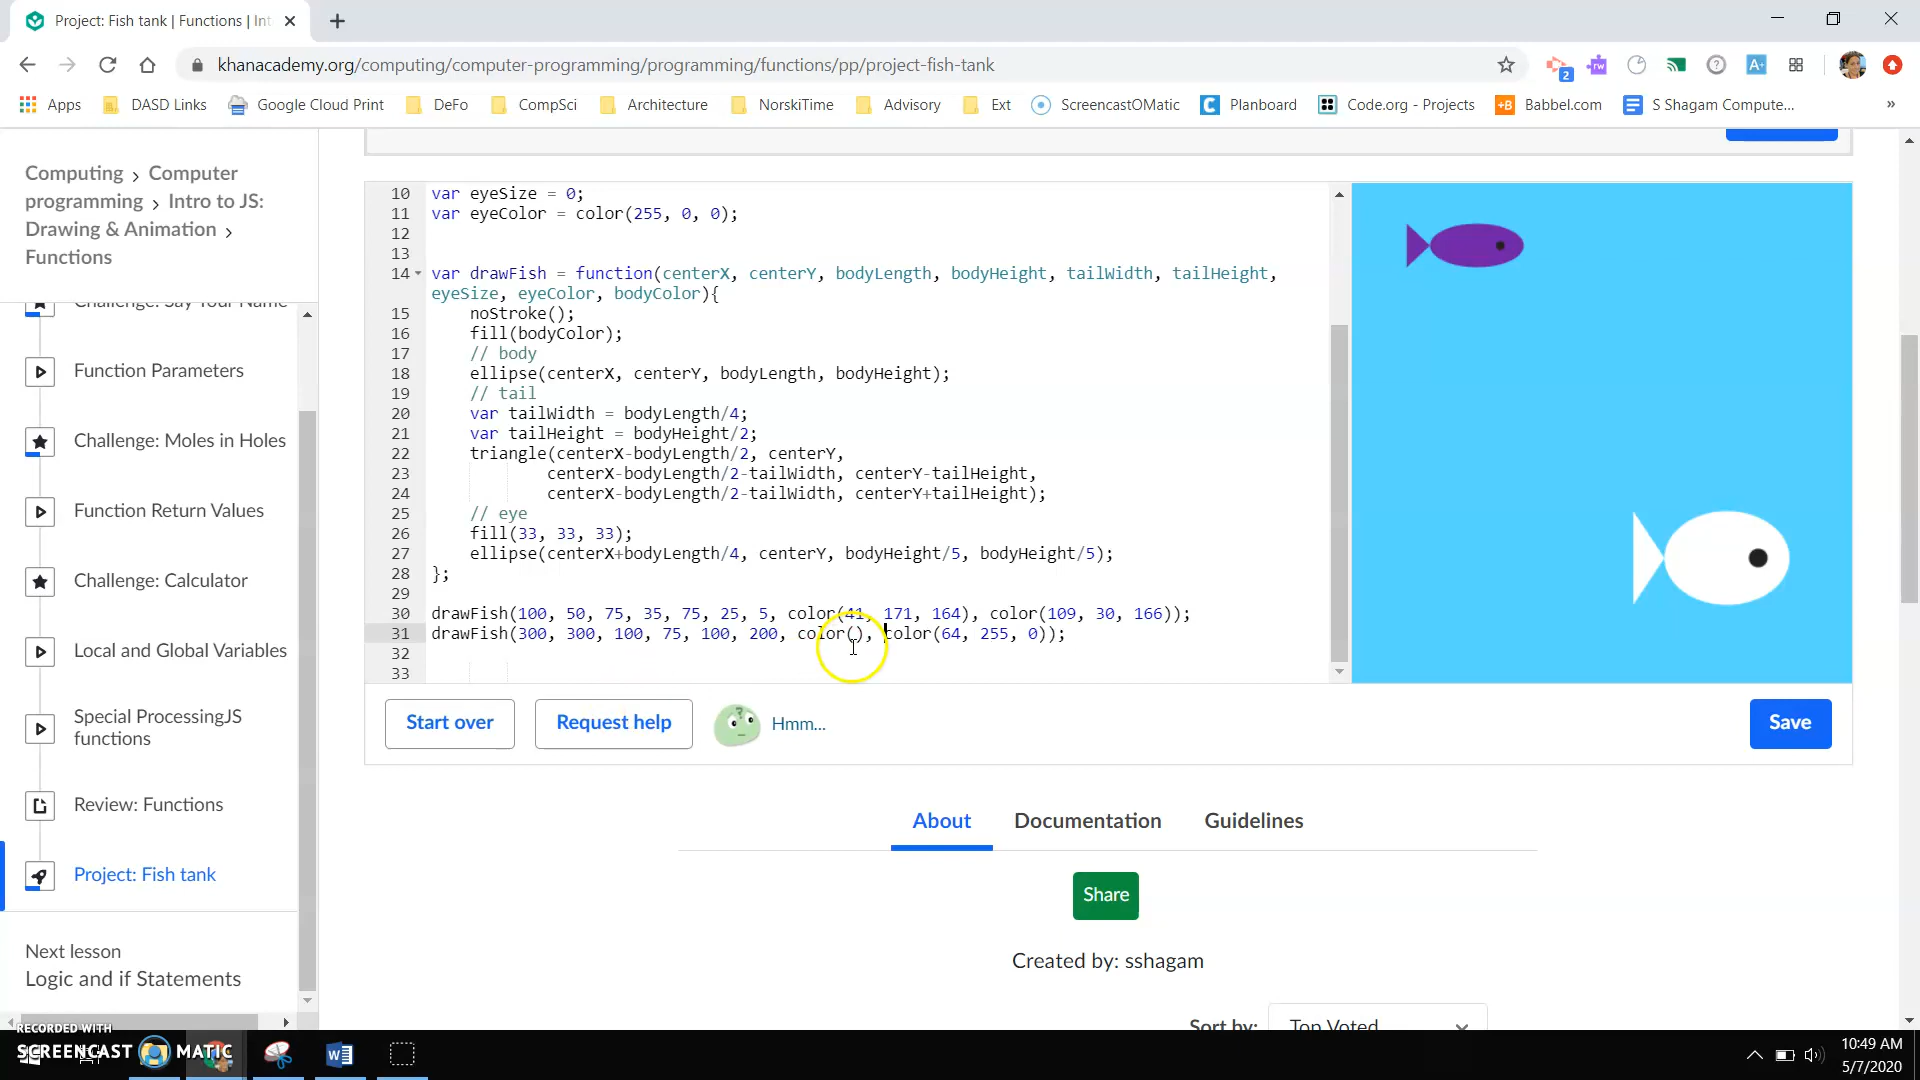 Project: Fish tank | Functions | Int
khanacademy.org/computing/computer-programming/programming/functions/pp/project-fish-tank
2
rw
A+
Apps
DASD Links
Google Cloud Print
DeFo
CompSci
Architecture
NorskiTime
Advisory
Ext
ScreencastOMatic
Planboard
Code.org - Projects
+B
Babbel.com
S Shagam Compute...
»
Computing > Computer
programming > Intro to JS:
Drawing & Animation >
Functions
Challenge: Say Your Name
Function Parameters
Challenge: Moles in Holes
Function Return Values
Challenge: Calculator
Local and Global Variables
Special ProcessingJS
functions
Review: Functions
Project: Fish tank
Next lesson
Logic and if Statements
10 var eyeSize = 0;
11 var eyeColor = color(255, 0, 0);
12
13
14 var drawFish = function(centerX, centerY, bodyLength, bodyHeight, tailWidth, tailHeight,
eyeSize, eyeColor, bodyColor){
15 noStroke();
16 fill(bodyColor);
17 // body
18 ellipse(centerX, centerY, bodyLength, bodyHeight);
19 // tail
20 var tailWidth = bodyLength/4;
21 var tailHeight = bodyHeight/2;
22 triangle(centerX-bodyLength/2, centerY,
23 centerX-bodyLength/2-tailWidth, centerY-tailHeight,
24 centerX-bodyLength/2-tailWidth, centerY+tailHeight);
25 // eye
26 fill(33, 33, 33);
27 ellipse(centerX+bodyLength/4, centerY, bodyHeight/5, bodyHeight/5);
28 };
29
30 drawFish(100, 50, 75, 35, 75, 25, 5, color(41, 171, 164), color(109, 30, 166));
31 drawFish(300, 300, 100, 75, 100, 200, color(), color(64, 255, 0));
32
33
Start over
Request help
Hmm...
Save
About
Documentation
Guidelines
Share
Created by: sshagam
Sort by:
Top Voted
RECORDED WITH
SCREENCAST MATIC
10:49 AM
5/7/2020